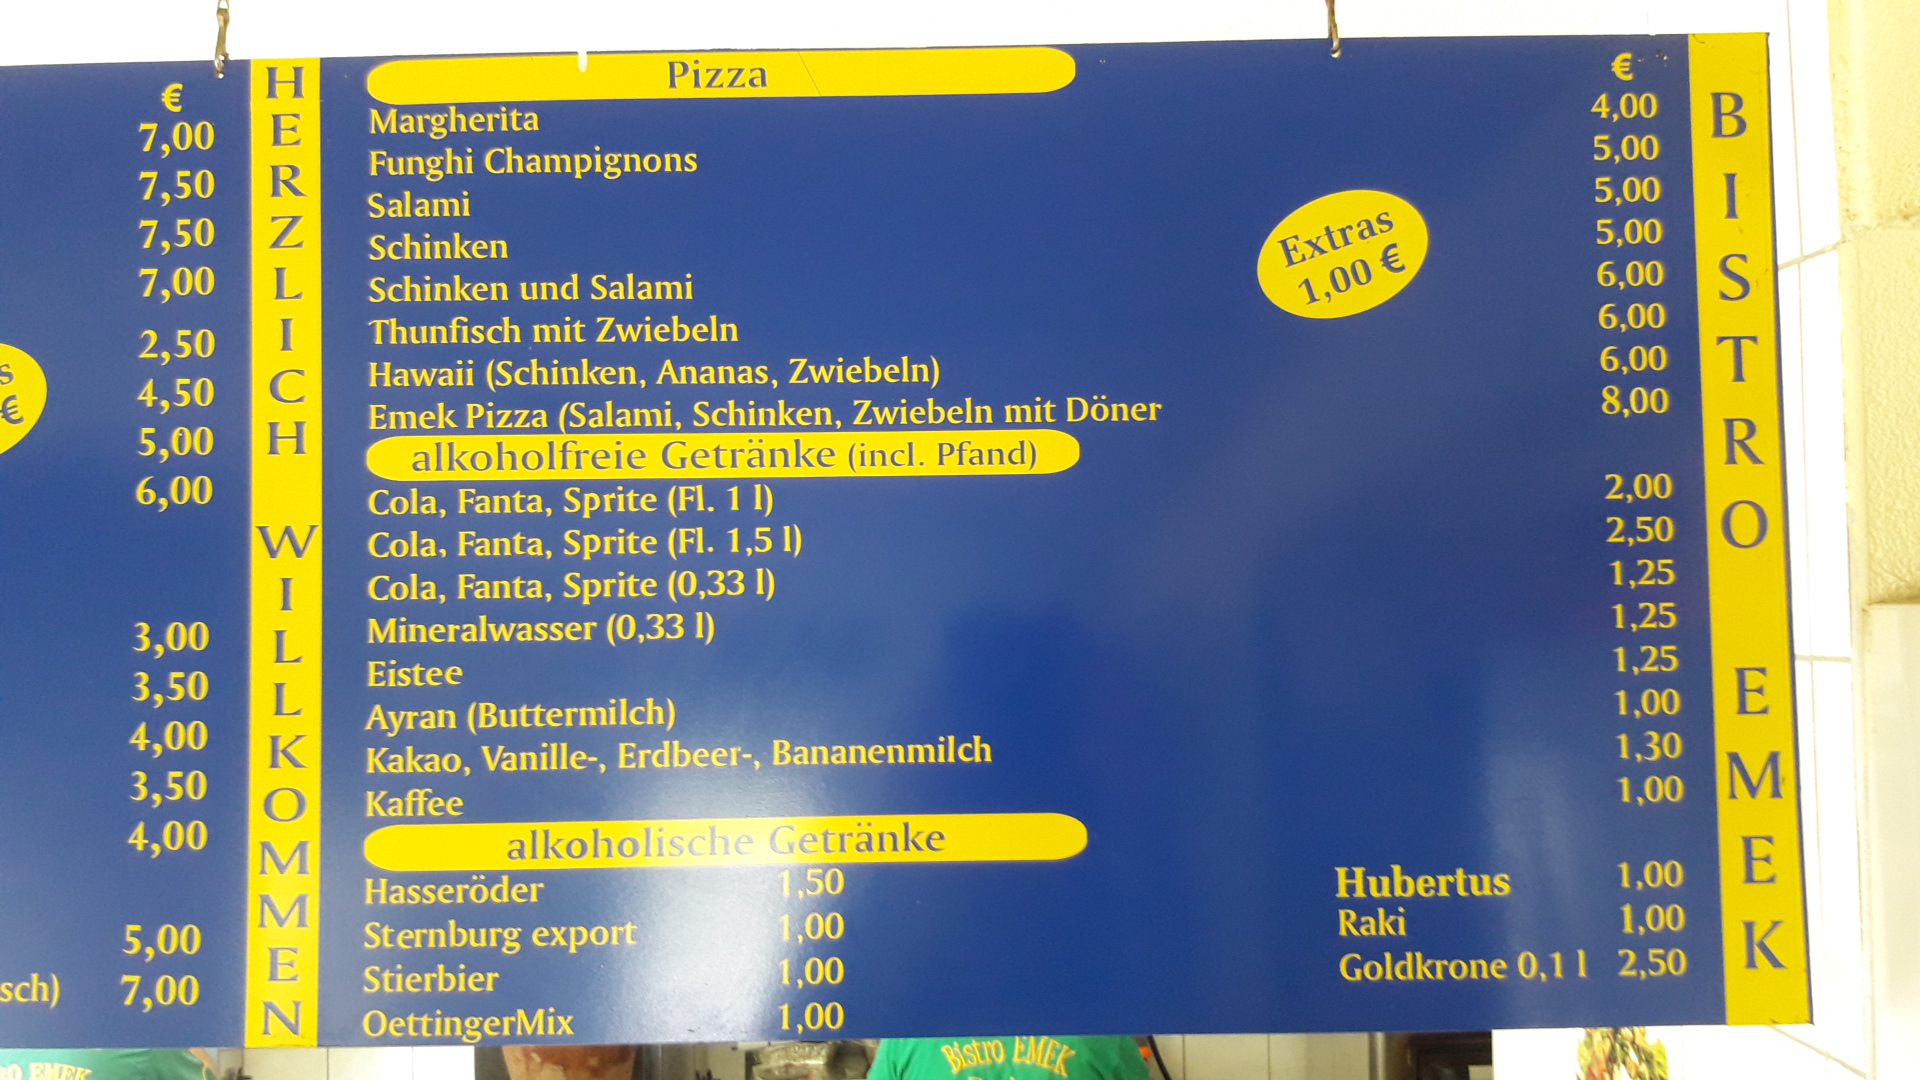 €
7,00
7,50
7,50
7,00
2,50
4,50
5,00
6,00
3,00
3,50
4,00
3,50
4,00
5,00
sch) 7,00
s
€
HERZLICH WILLKOMMEN
Pizza
€
Margherita 4,00
Funghi Champignons 5,00
Salami 5,00
Schinken 5,00
Schinken und Salami 6,00
Thunfisch mit Zwiebeln 6,00
Hawaii (Schinken, Ananas, Zwiebeln) 6,00
Emek Pizza (Salami, Schinken, Zwiebeln mit Döner 8,00
Extras
1,00 €
alkoholfreie Getränke (incl. Pfand)
Cola, Fanta, Sprite (Fl. 1 l) 2,00
Cola, Fanta, Sprite (Fl. 1,5 l) 2,50
Cola, Fanta, Sprite (0,33 l) 1,25
Mineralwasser (0,33 l) 1,25
Eistee 1,25
Ayran (Buttermilch) 1,00
Kakao, Vanille-, Erdbeer-, Bananenmilch 1,30
Kaffee 1,00
alkoholische Getränke
Hasseröder 1,50 Hubertus 1,00
Sternburg export 1,00 Raki 1,00
Stierbier 1,00 Goldkrone 0,1 l 2,50
OettingerMix 1,00
BISTRO EMEK
RO EMEK
Bistro EMEK